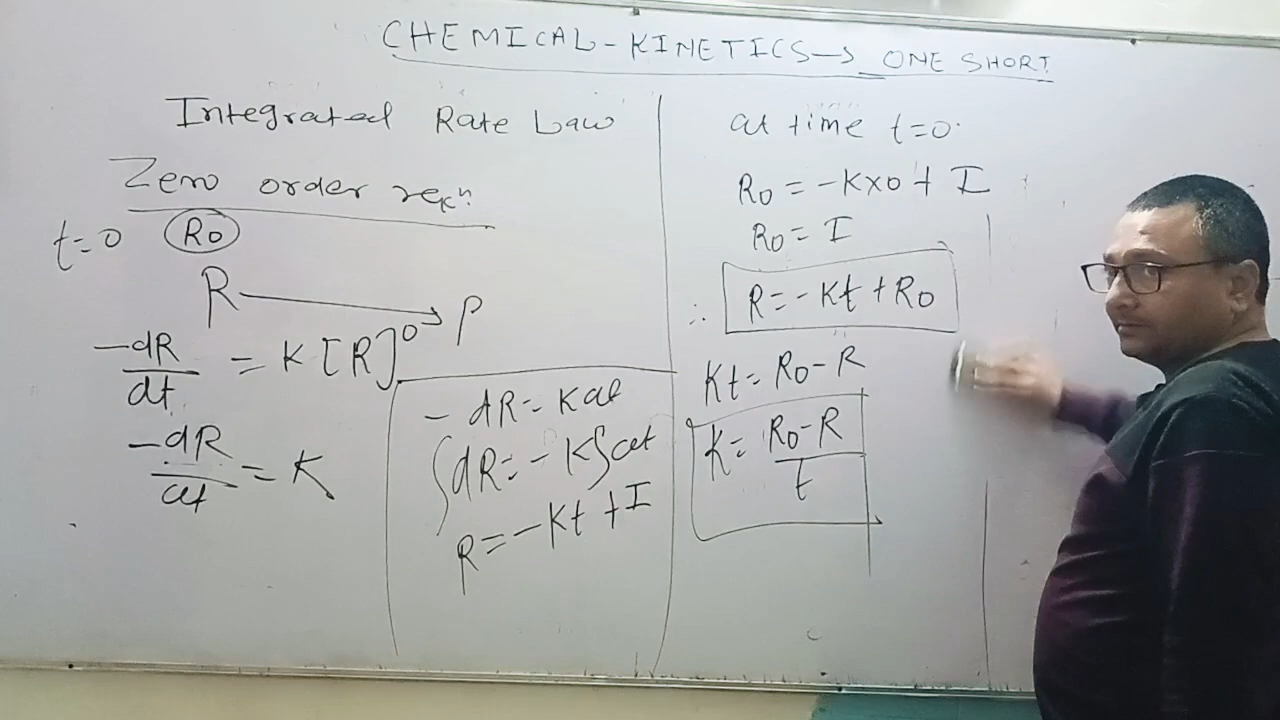 CHEMICAL-KINETICS → ONE SHORT
Integrated Rate Law
Zero order rexⁿ.
t=0 R₀
R → P
-dR/dt = K [R]⁰
-dR/dt = K
- dR = Kdt
∫dR = -K∫dt
R = -Kt + I
at time t=0.
R₀ = -K×0 + I
R₀ = I
∴ R = -Kt + R₀
Kt = R₀-R
K = R₀-R/t